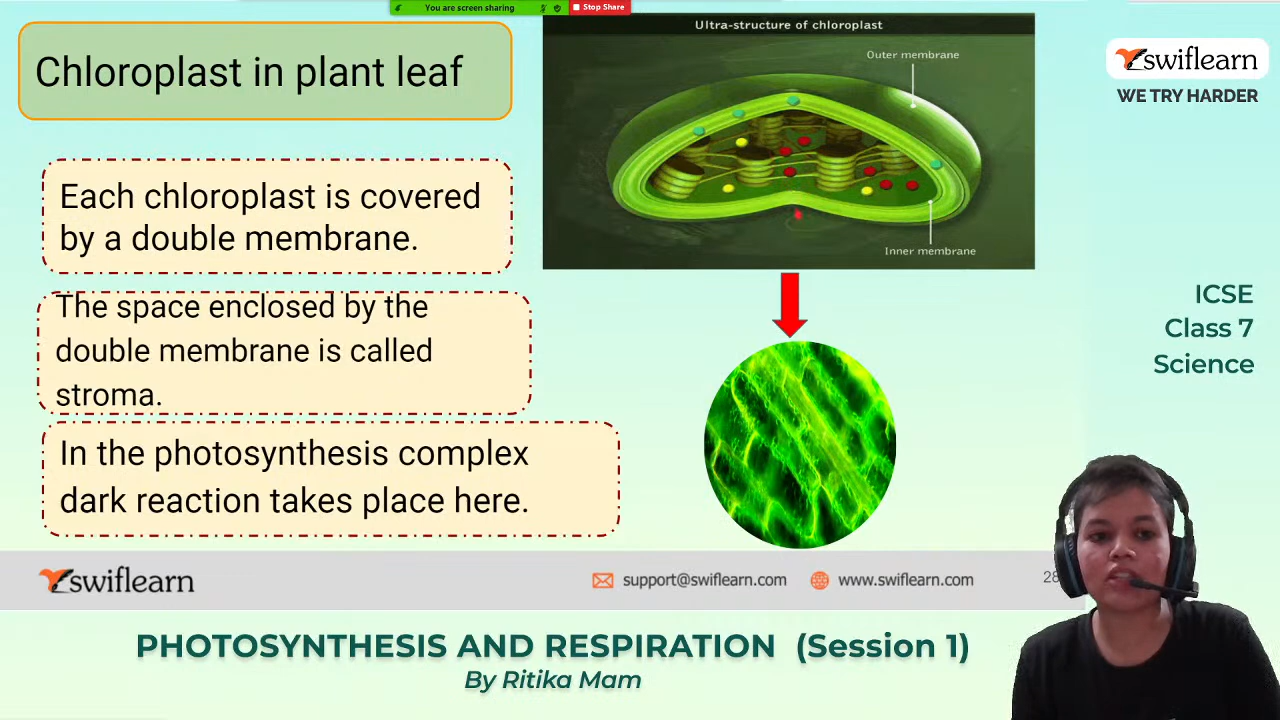 You are screen sharing
Stop Share
Chloroplast in plant leaf
Ultra-structure of chloroplast
Outer membrane
Inner membrane
swiflearn
WE TRY HARDER
Each chloroplast is covered
by a double membrane.
The space enclosed by the
double membrane is called
stroma.
In the photosynthesis complex
dark reaction takes place here.
ICSE
Class 7
Science
swiflearn
support@swiflearn.com
www.swiflearn.com
28
PHOTOSYNTHESIS AND RESPIRATION (Session 1)
By Ritika Mam